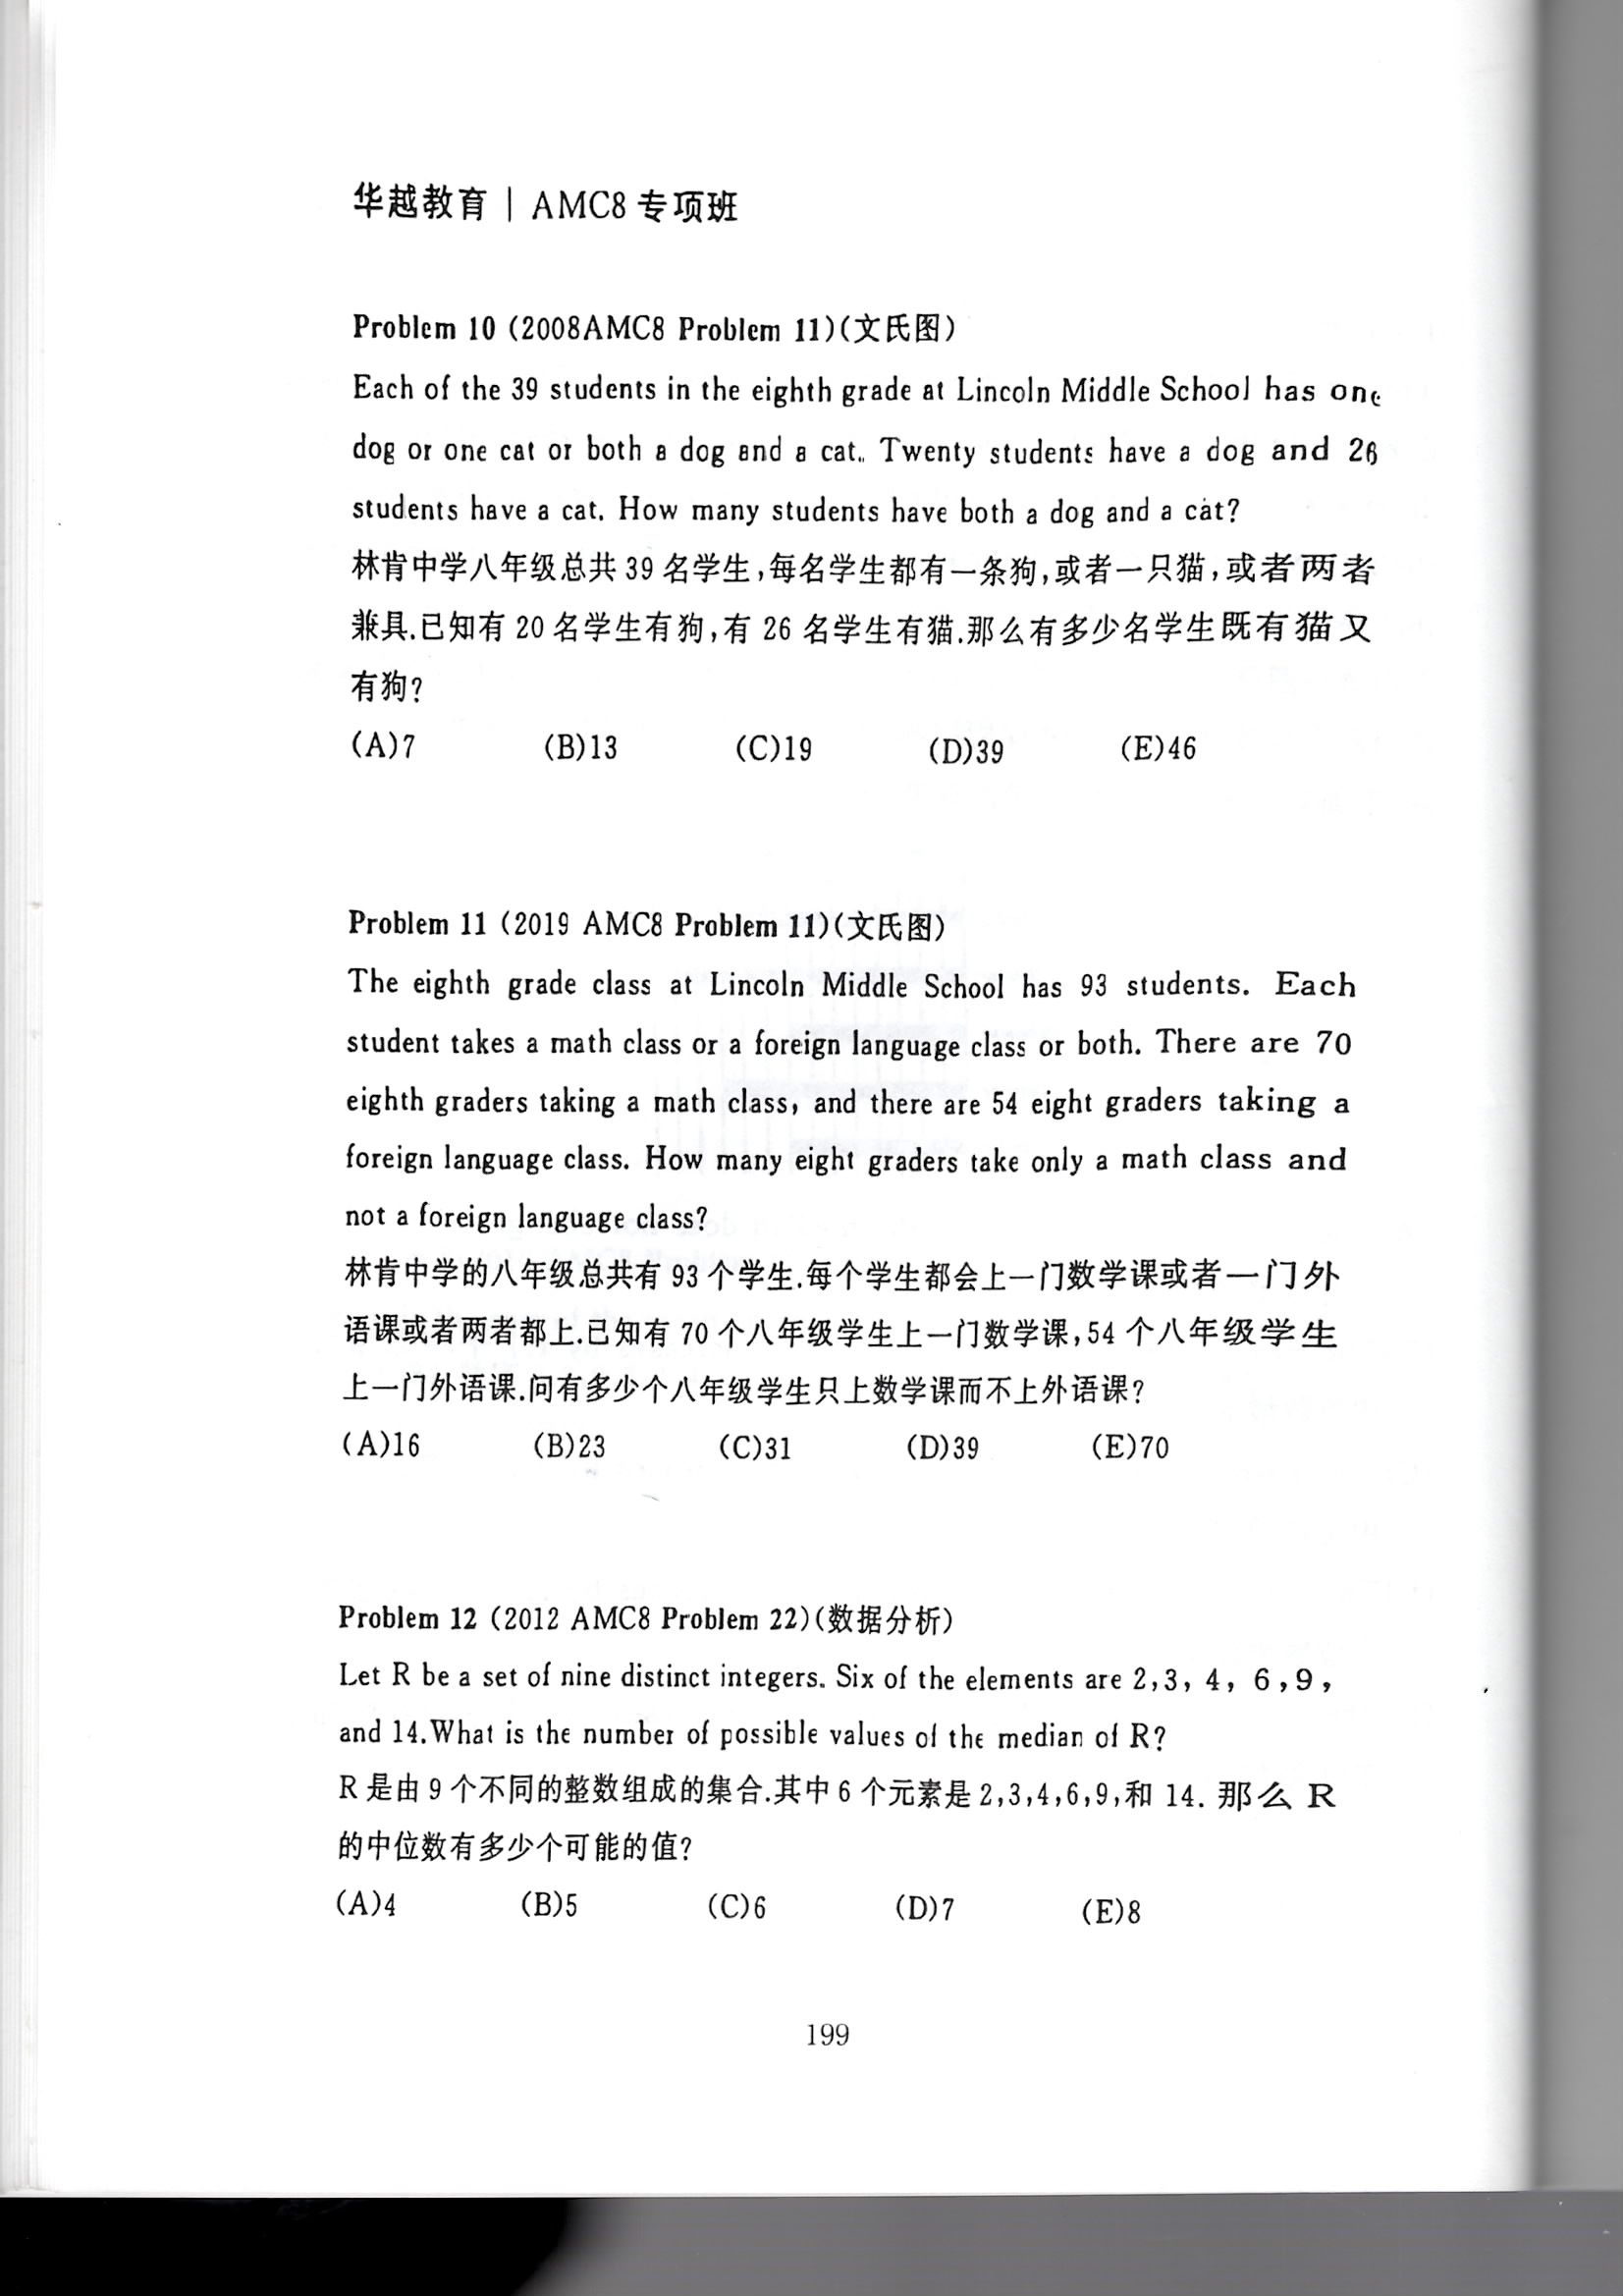 华越教育 | AMC8 专项班
Problem 10 (2008AMC8 Problem 11)(文氏图)
Each of the 39 students in the eighth grade at Lincoln Middle School has one
dog or one cat or both a dog and a cat. Twenty students have a dog and 26
students have a cat. How many students have both a dog and a cat?
林肯中学八年级总共 39 名学生,每名学生都有一条狗,或者一只猫,或者两者
兼具.已知有 20 名学生有狗,有 26 名学生有猫.那么有多少名学生既有猫又
有狗?
(A)7 (B)13 (C)19 (D)39 (E)46
Problem 11 (2019 AMC8 Problem 11)(文氏图)
The eighth grade class at Lincoln Middle School has 93 students. Each
student takes a math class or a foreign language class or both. There are 70
eighth graders taking a math class, and there are 54 eight graders taking a
foreign language class. How many eight graders take only a math class and
not a foreign language class?
林肯中学的八年级总共有 93 个学生.每个学生都会上一门数学课或者一门外
语课或者两者都上.已知有 70 个八年级学生上一门数学课,54 个八年级学生
上一门外语课.问有多少个八年级学生只上数学课而不上外语课?
(A)16 (B)23 (C)31 (D)39 (E)70
Problem 12 (2012 AMC8 Problem 22)(数据分析)
Let R be a set of nine distinct integers. Six of the elements are 2,3, 4, 6,9,
and 14.What is the number of possible values of the median of R?
R 是由 9 个不同的整数组成的集合.其中 6 个元素是 2,3,4,6,9,和 14. 那么 R
的中位数有多少个可能的值?
(A)4 (B)5 (C)6 (D)7 (E)8
199